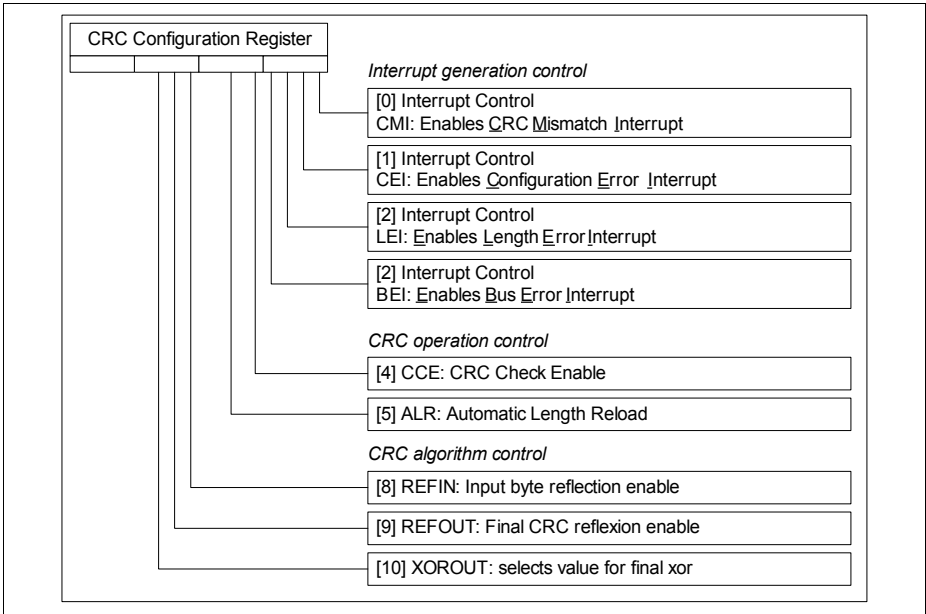 CRC Configuration Register
Interrupt generation control
[0] Interrupt Control
CMI: Enables CRC Mismatch Interrupt
[1] Interrupt Control
CEI: Enables Configuration Error Interrupt
[2] Interrupt Control
LEI: Enables Length Error Interrupt
[2] Interrupt Control
BEI: Enables Bus Error Interrupt
CRC operation control
[4] CCE: CRC Check Enable
[5] ALR: Automatic Length Reload
CRC algorithm control
[8] REFIN: Input byte reflection enable
[9] REFOUT: Final CRC reflexion enable
[10] XOROUT: selects value for final xor